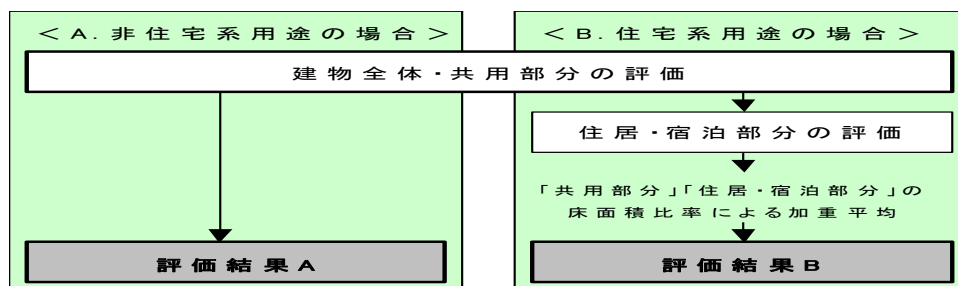 ＜A．非住宅系用途の場合＞
＜B．住宅系用途の場合＞
建物全体・共用部分の評価
住居・宿泊部分の評価
「共用部分」「住居・宿泊部分」の
床面積比率による加重平均
評価結果A
評価結果B